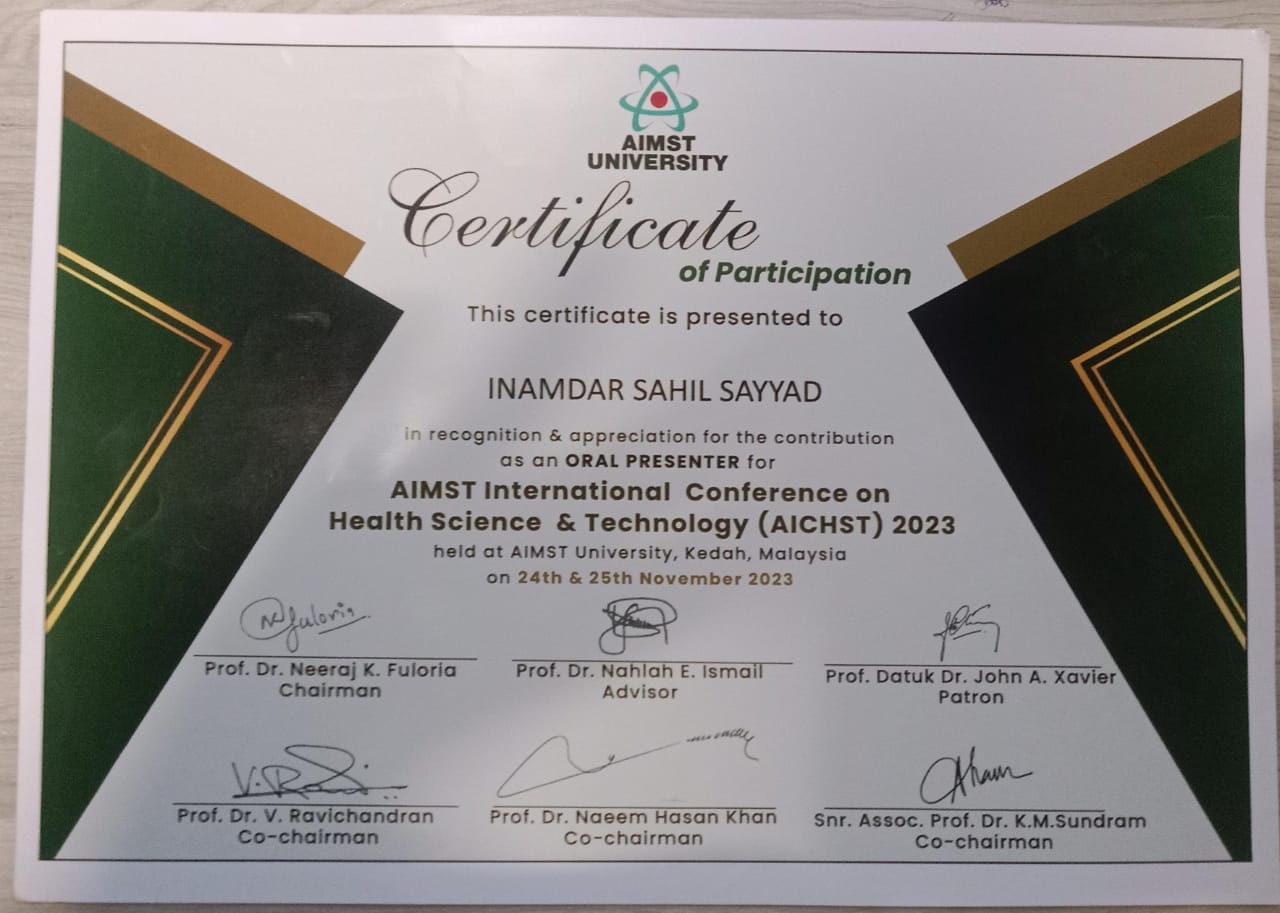 AIMST
UNIVERSITY
Certificate
of Participation
This certificate is presented to
INAMDAR SAHIL SAYYAD
in recognition & appreciation for the contribution
as an ORAL PRESENTER for
AIMST International Conference on
Health Science & Technology (AICHST) 2023
held at AIMST University, Kedah, Malaysia
on 24th & 25th November 2023
Prof. Dr. Neeraj K. Fuloria
Chairman
Prof. Dr. Nahlah E. Ismail
Advisor
Prof. Datuk Dr. John A. Xavier
Patron
V. Ravi
Prof. Dr. V. Ravichandran
Co-chairman
Prof. Dr. Naeem Hasan Khan
Co-chairman
Snr. Assoc. Prof. Dr. K.M.Sundram
Co-chairman